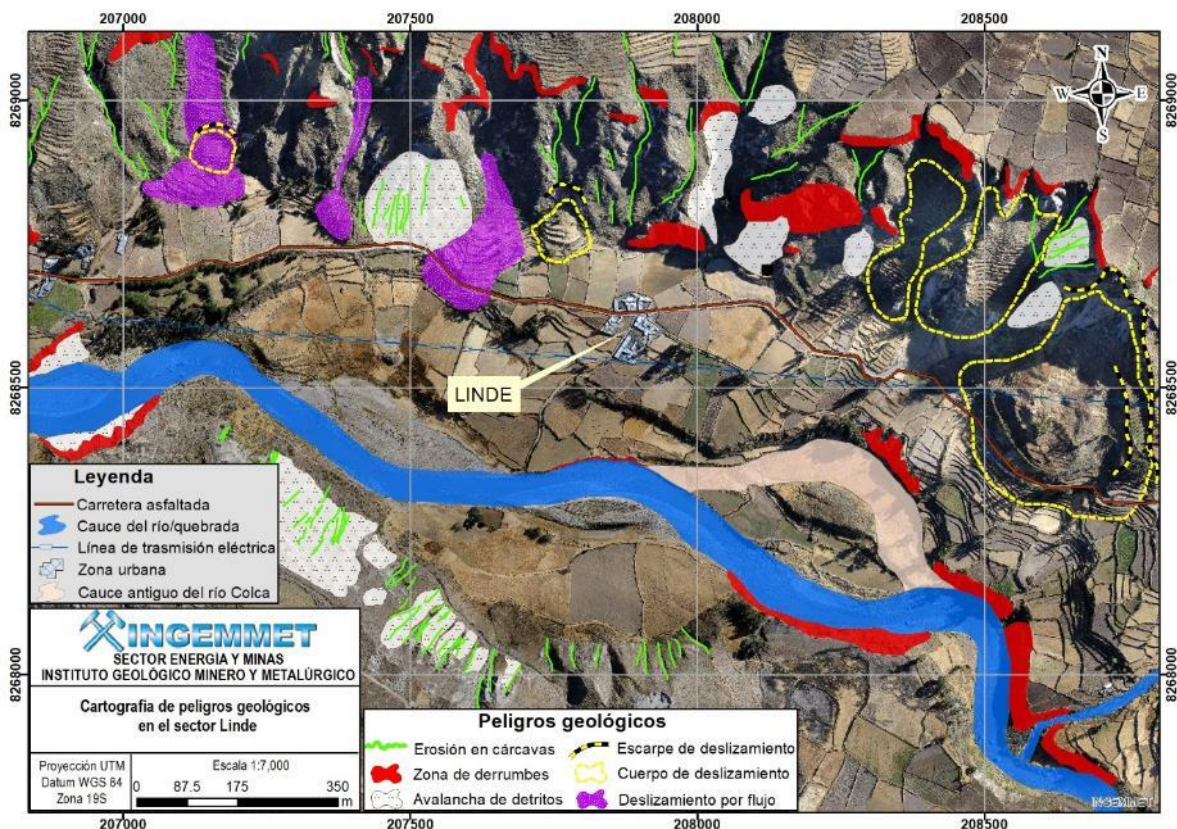 207000 207500 208000 208500
8269000 8269000
N
W E
S
LINDE
8268500 8268500
Leyenda
Carretera asfaltada
Cauce del río/quebrada
Línea de trasmisión eléctrica
Zona urbana
Cauce antiguo del río Colca
INGEMMET
SECTOR ENERGIA Y MINAS
INSTITUTO GEOLÓGICO MINERO Y METALÚRGICO
8268000 8268000
Cartografía de peligros geológicos
en el sector Linde
Proyección UTM
Datum WGS 84
Zona 19S
Escala 1:7,000
0 87.5 175 350
m
Peligros geológicos
Erosión en cárcavas
Zona de derrumbes
Avalancha de detritos
Escarpe de deslizamiento
Cuerpo de deslizamiento
Deslizamiento por flujo
INGEMMET
207000 207500 208000 208500